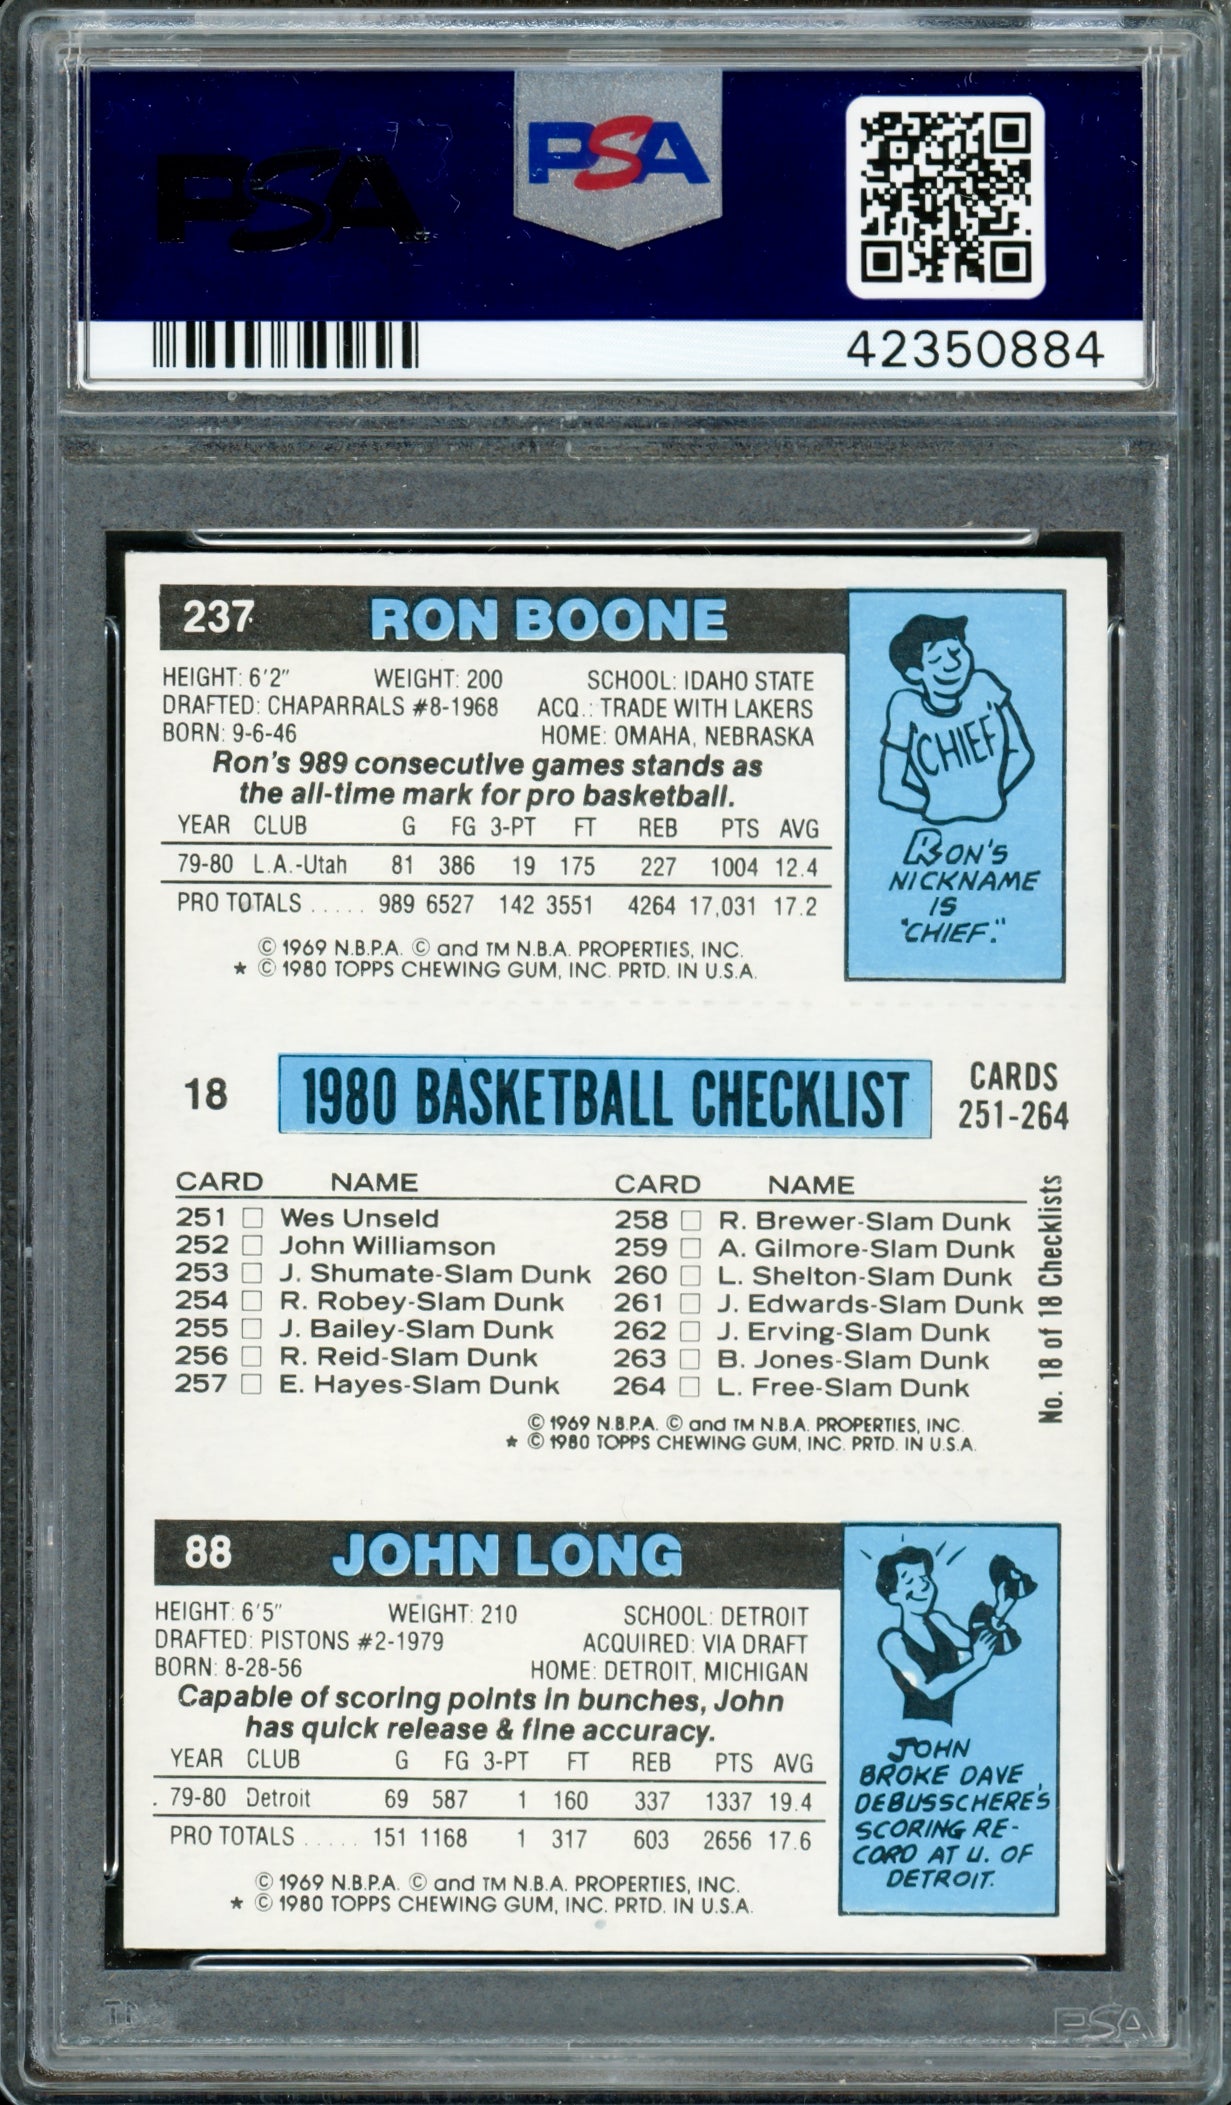 PSA
PSA
42350884
237 RON BOONE
HEIGHT: 6'2" WEIGHT: 200 SCHOOL: IDAHO STATE
DRAFTED: CHAPARRALS #8-1968 ACQ.: TRADE WITH LAKERS
BORN: 9-6-46 HOME: OMAHA, NEBRASKA
Ron's 989 consecutive games stands as
the all-time mark for pro basketball.
YEAR CLUB G FG 3-PT FT REB PTS AVG
79-80 L.A.-Utah 81 386 19 175 227 1004 12.4
PRO TOTALS ..... 989 6527 142 3551 4264 17,031 17.2
© 1969 N.B.P.A. © and TM N.B.A. PROPERTIES, INC.
★ © 1980 TOPPS CHEWING GUM, INC. PRTD. IN U.S.A.
CHIEF
RON'S
NICKNAME
IS
"CHIEF."
18 1980 BASKETBALL CHECKLIST CARDS
251-264
CARD NAME CARD NAME
251 □ Wes Unseld 258 □ R. Brewer-Slam Dunk
252 □ John Williamson 259 □ A. Gilmore-Slam Dunk
253 □ J. Shumate-Slam Dunk 260 □ L. Shelton-Slam Dunk
254 □ R. Robey-Slam Dunk 261 □ J. Edwards-Slam Dunk
255 □ J. Bailey-Slam Dunk 262 □ J. Erving-Slam Dunk
256 □ R. Reid-Slam Dunk 263 □ B. Jones-Slam Dunk
257 □ E. Hayes-Slam Dunk 264 □ L. Free-Slam Dunk
No. 18 of 18 Checklists
© 1969 N.B.P.A. © and TM N.B.A. PROPERTIES, INC.
★ © 1980 TOPPS CHEWING GUM, INC. PRTD. IN U.S.A.
88 JOHN LONG
HEIGHT: 6'5" WEIGHT: 210 SCHOOL: DETROIT
DRAFTED: PISTONS #2-1979 ACQUIRED: VIA DRAFT
BORN: 8-28-56 HOME: DETROIT, MICHIGAN
Capable of scoring points in bunches, John
has quick release & fine accuracy.
YEAR CLUB G FG 3-PT FT REB PTS AVG
79-80 Detroit 69 587 1 160 337 1337 19.4
PRO TOTALS ..... 151 1168 1 317 603 2656 17.6
© 1969 N.B.P.A. © and TM N.B.A. PROPERTIES, INC.
★ © 1980 TOPPS CHEWING GUM, INC. PRTD. IN U.S.A.
JOHN
BROKE DAVE
DEBUSSCHERE'S
SCORING RE-
CORD AT U. OF
DETROIT.
PSA